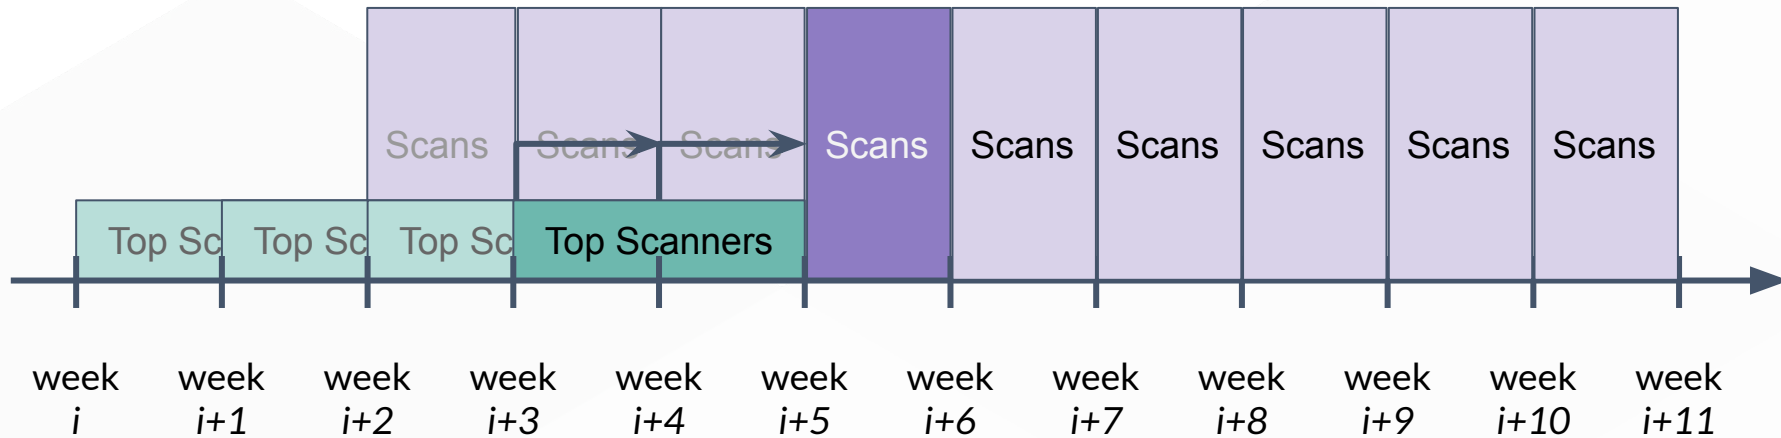 Scans Scans Scans Scans Scans Scans Scans Scans Scans
Top Sc Top Sc Top Sc Top Scanners
week week week week week week week week week week week week
i i+1 i+2 i+3 i+4 i+5 i+6 i+7 i+8 i+9 i+10 i+11